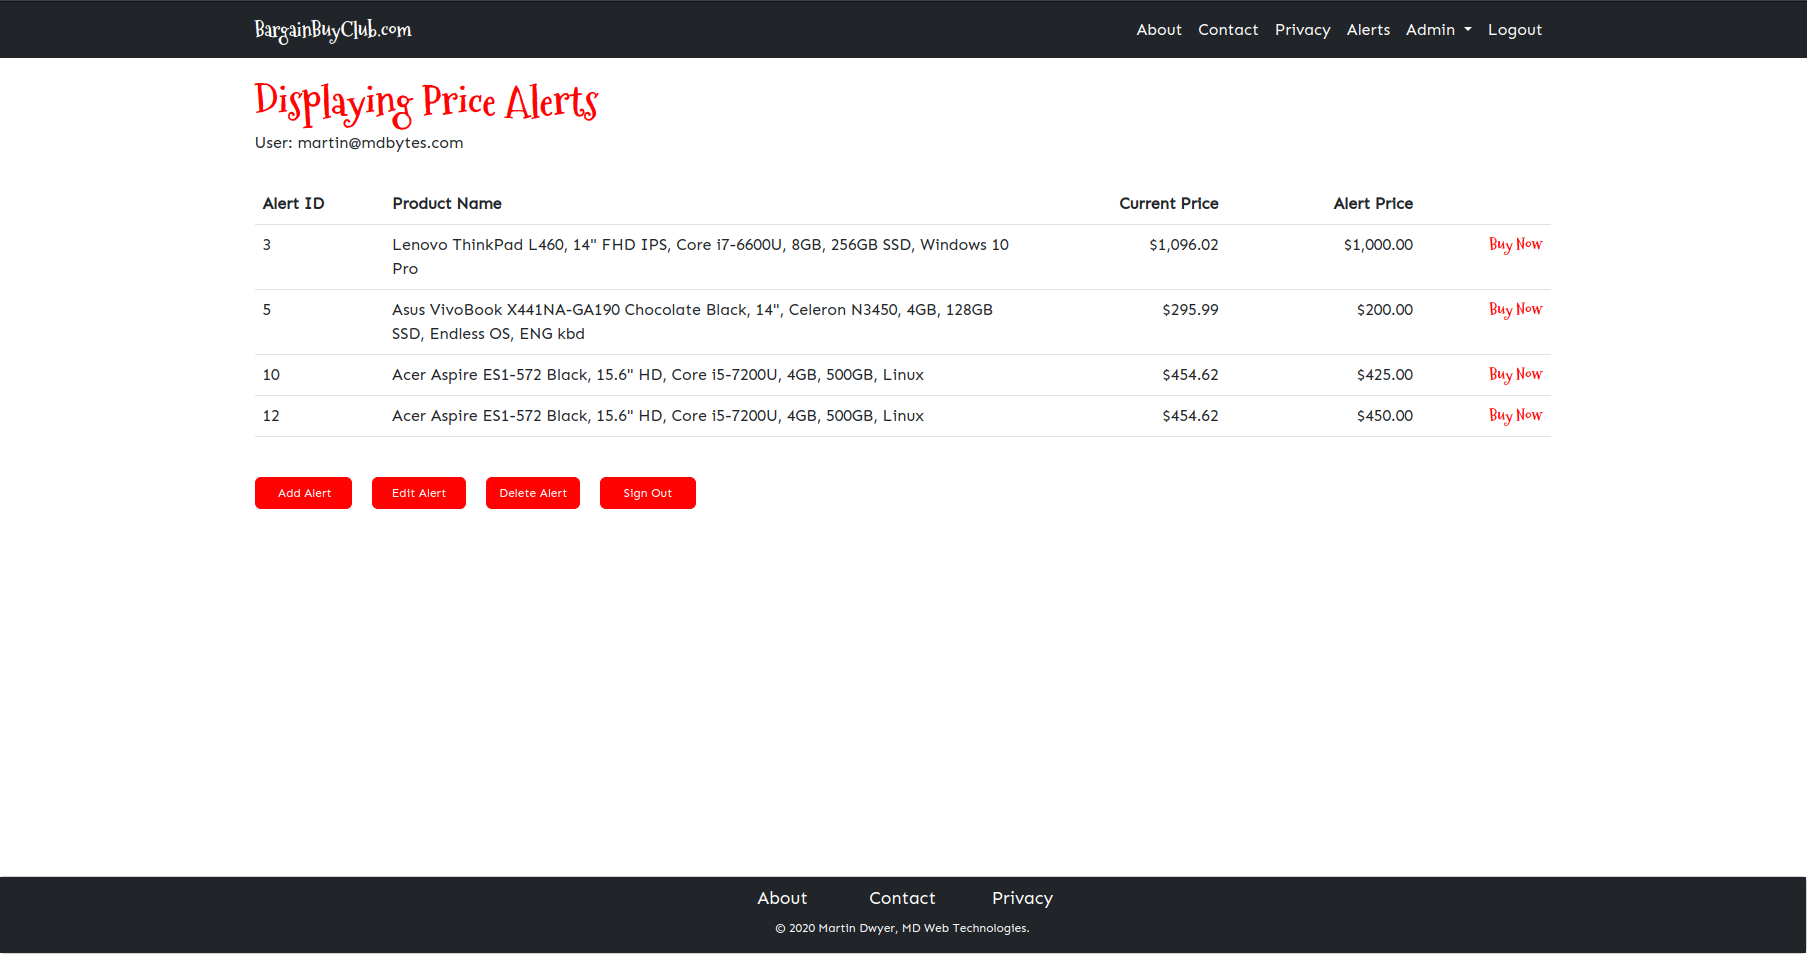 BargainBuyClub.com About Contact Privacy Alerts Admin Logout
Displaying Price Alerts
User: martin@mdbytes.com
Alert ID Product Name Current Price Alert Price
3 Lenovo ThinkPad L460, 14" FHD IPS, Core i7-6600U, 8GB, 256GB SSD, Windows 10 $1,096.02 $1,000.00 Buy Now
Pro
5 Asus VivoBook X441NA-GA190 Chocolate Black, 14", Celeron N3450, 4GB, 128GB $295.99 $200.00 Buy Now
SSD, Endless OS, ENG kbd
10 Acer Aspire ES1-572 Black, 15.6" HD, Core i5-7200U, 4GB, 500GB, Linux $454.62 $425.00 Buy Now
12 Acer Aspire ES1-572 Black, 15.6" HD, Core i5-7200U, 4GB, 500GB, Linux $454.62 $450.00 Buy Now
Add Alert Edit Alert Delete Alert Sign Out
About Contact Privacy
© 2020 Martin Dwyer, MD Web Technologies.